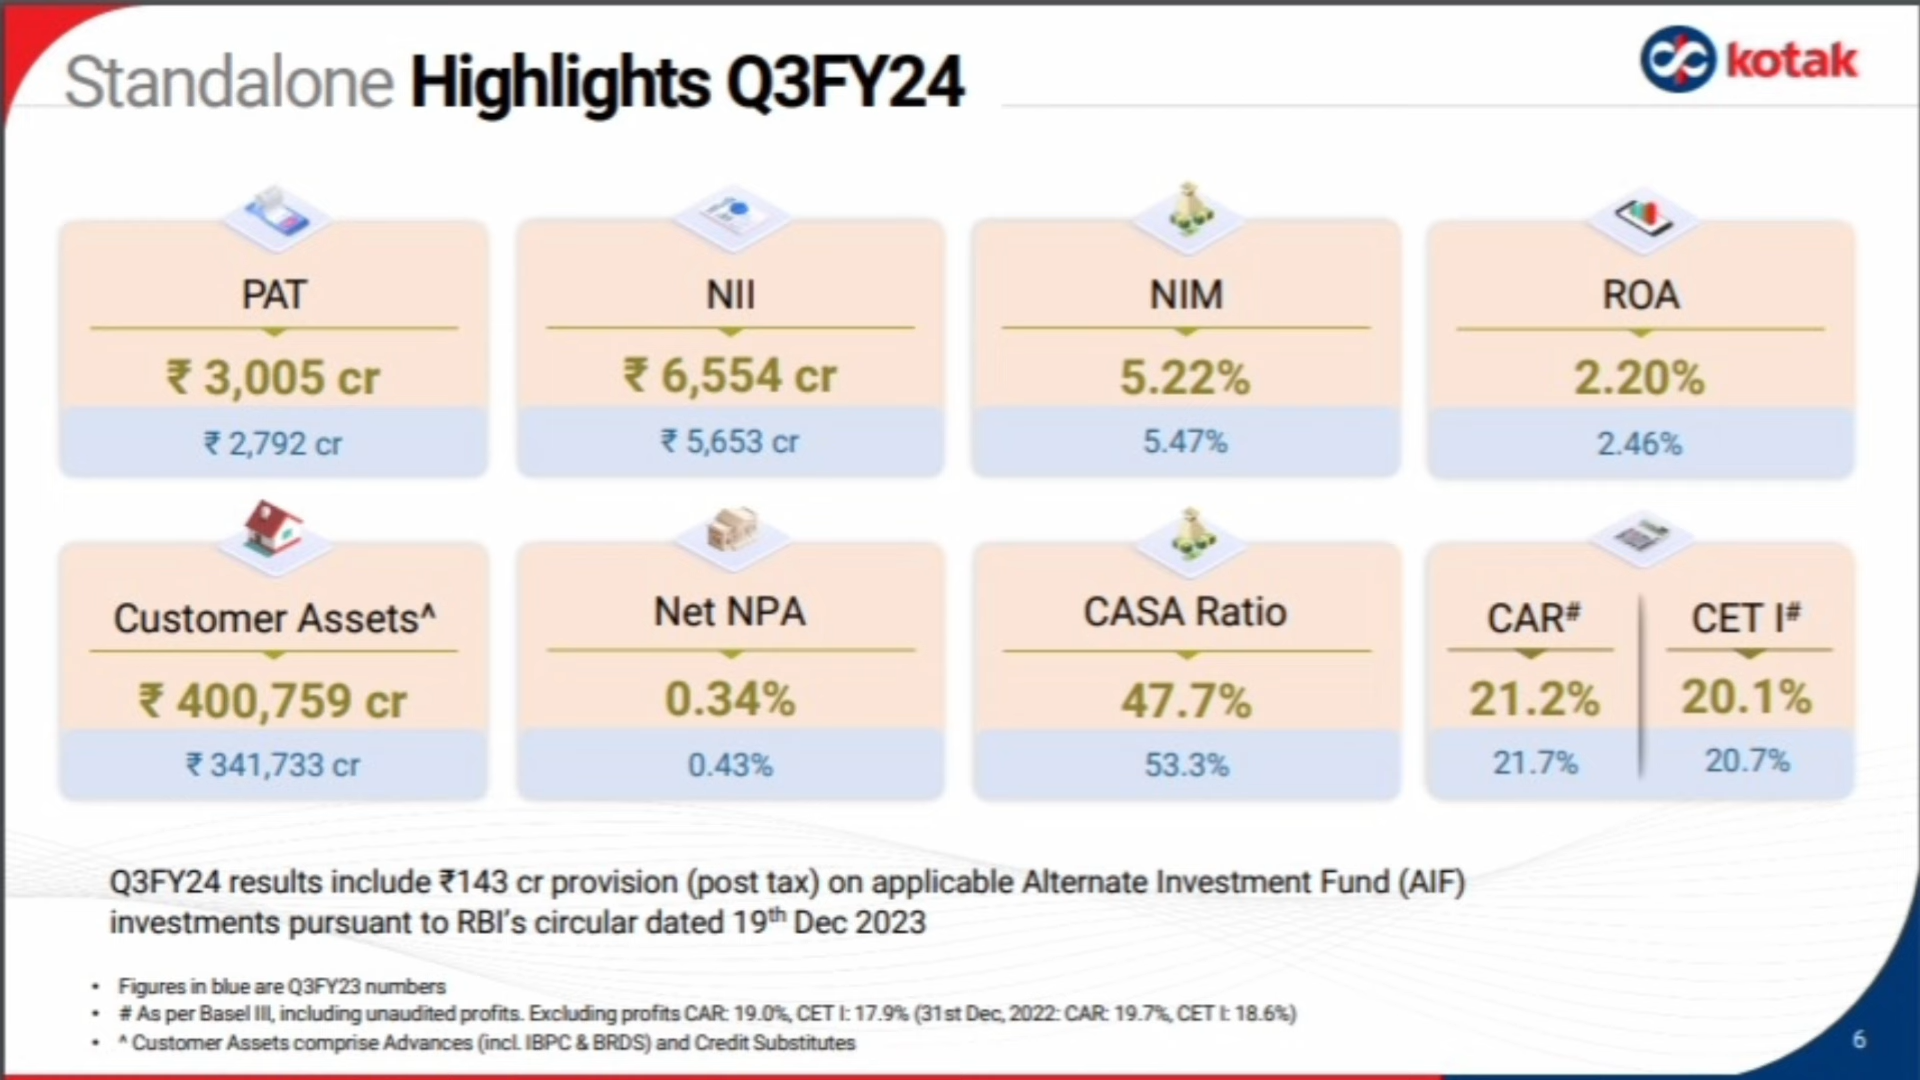 Standalone Highlights Q3FY24
kotak
PAT
₹ 3,005 cr
₹ 2,792 cr
NII
₹ 6,554 cr
₹ 5,653 cr
NIM
5.22%
5.47%
ROA
2.20%
2.46%
Customer Assets^
₹ 400,759 cr
₹ 341,733 cr
Net NPA
0.34%
0.43%
CASA Ratio
47.7%
53.3%
CAR#
21.2%
21.7%
CET I#
20.1%
20.7%
Q3FY24 results include ₹143 cr provision (post tax) on applicable Alternate Investment Fund (AIF)
investments pursuant to RBI's circular dated 19th Dec 2023
• Figures in blue are Q3FY23 numbers
• # As per Basel III, including unaudited profits. Excluding profits CAR: 19.0%, CET I: 17.9% (31st Dec, 2022: CAR: 19.7%, CET I: 18.6%)
• ^ Customer Assets comprise Advances (incl. IBPC & BRDS) and Credit Substitutes
6